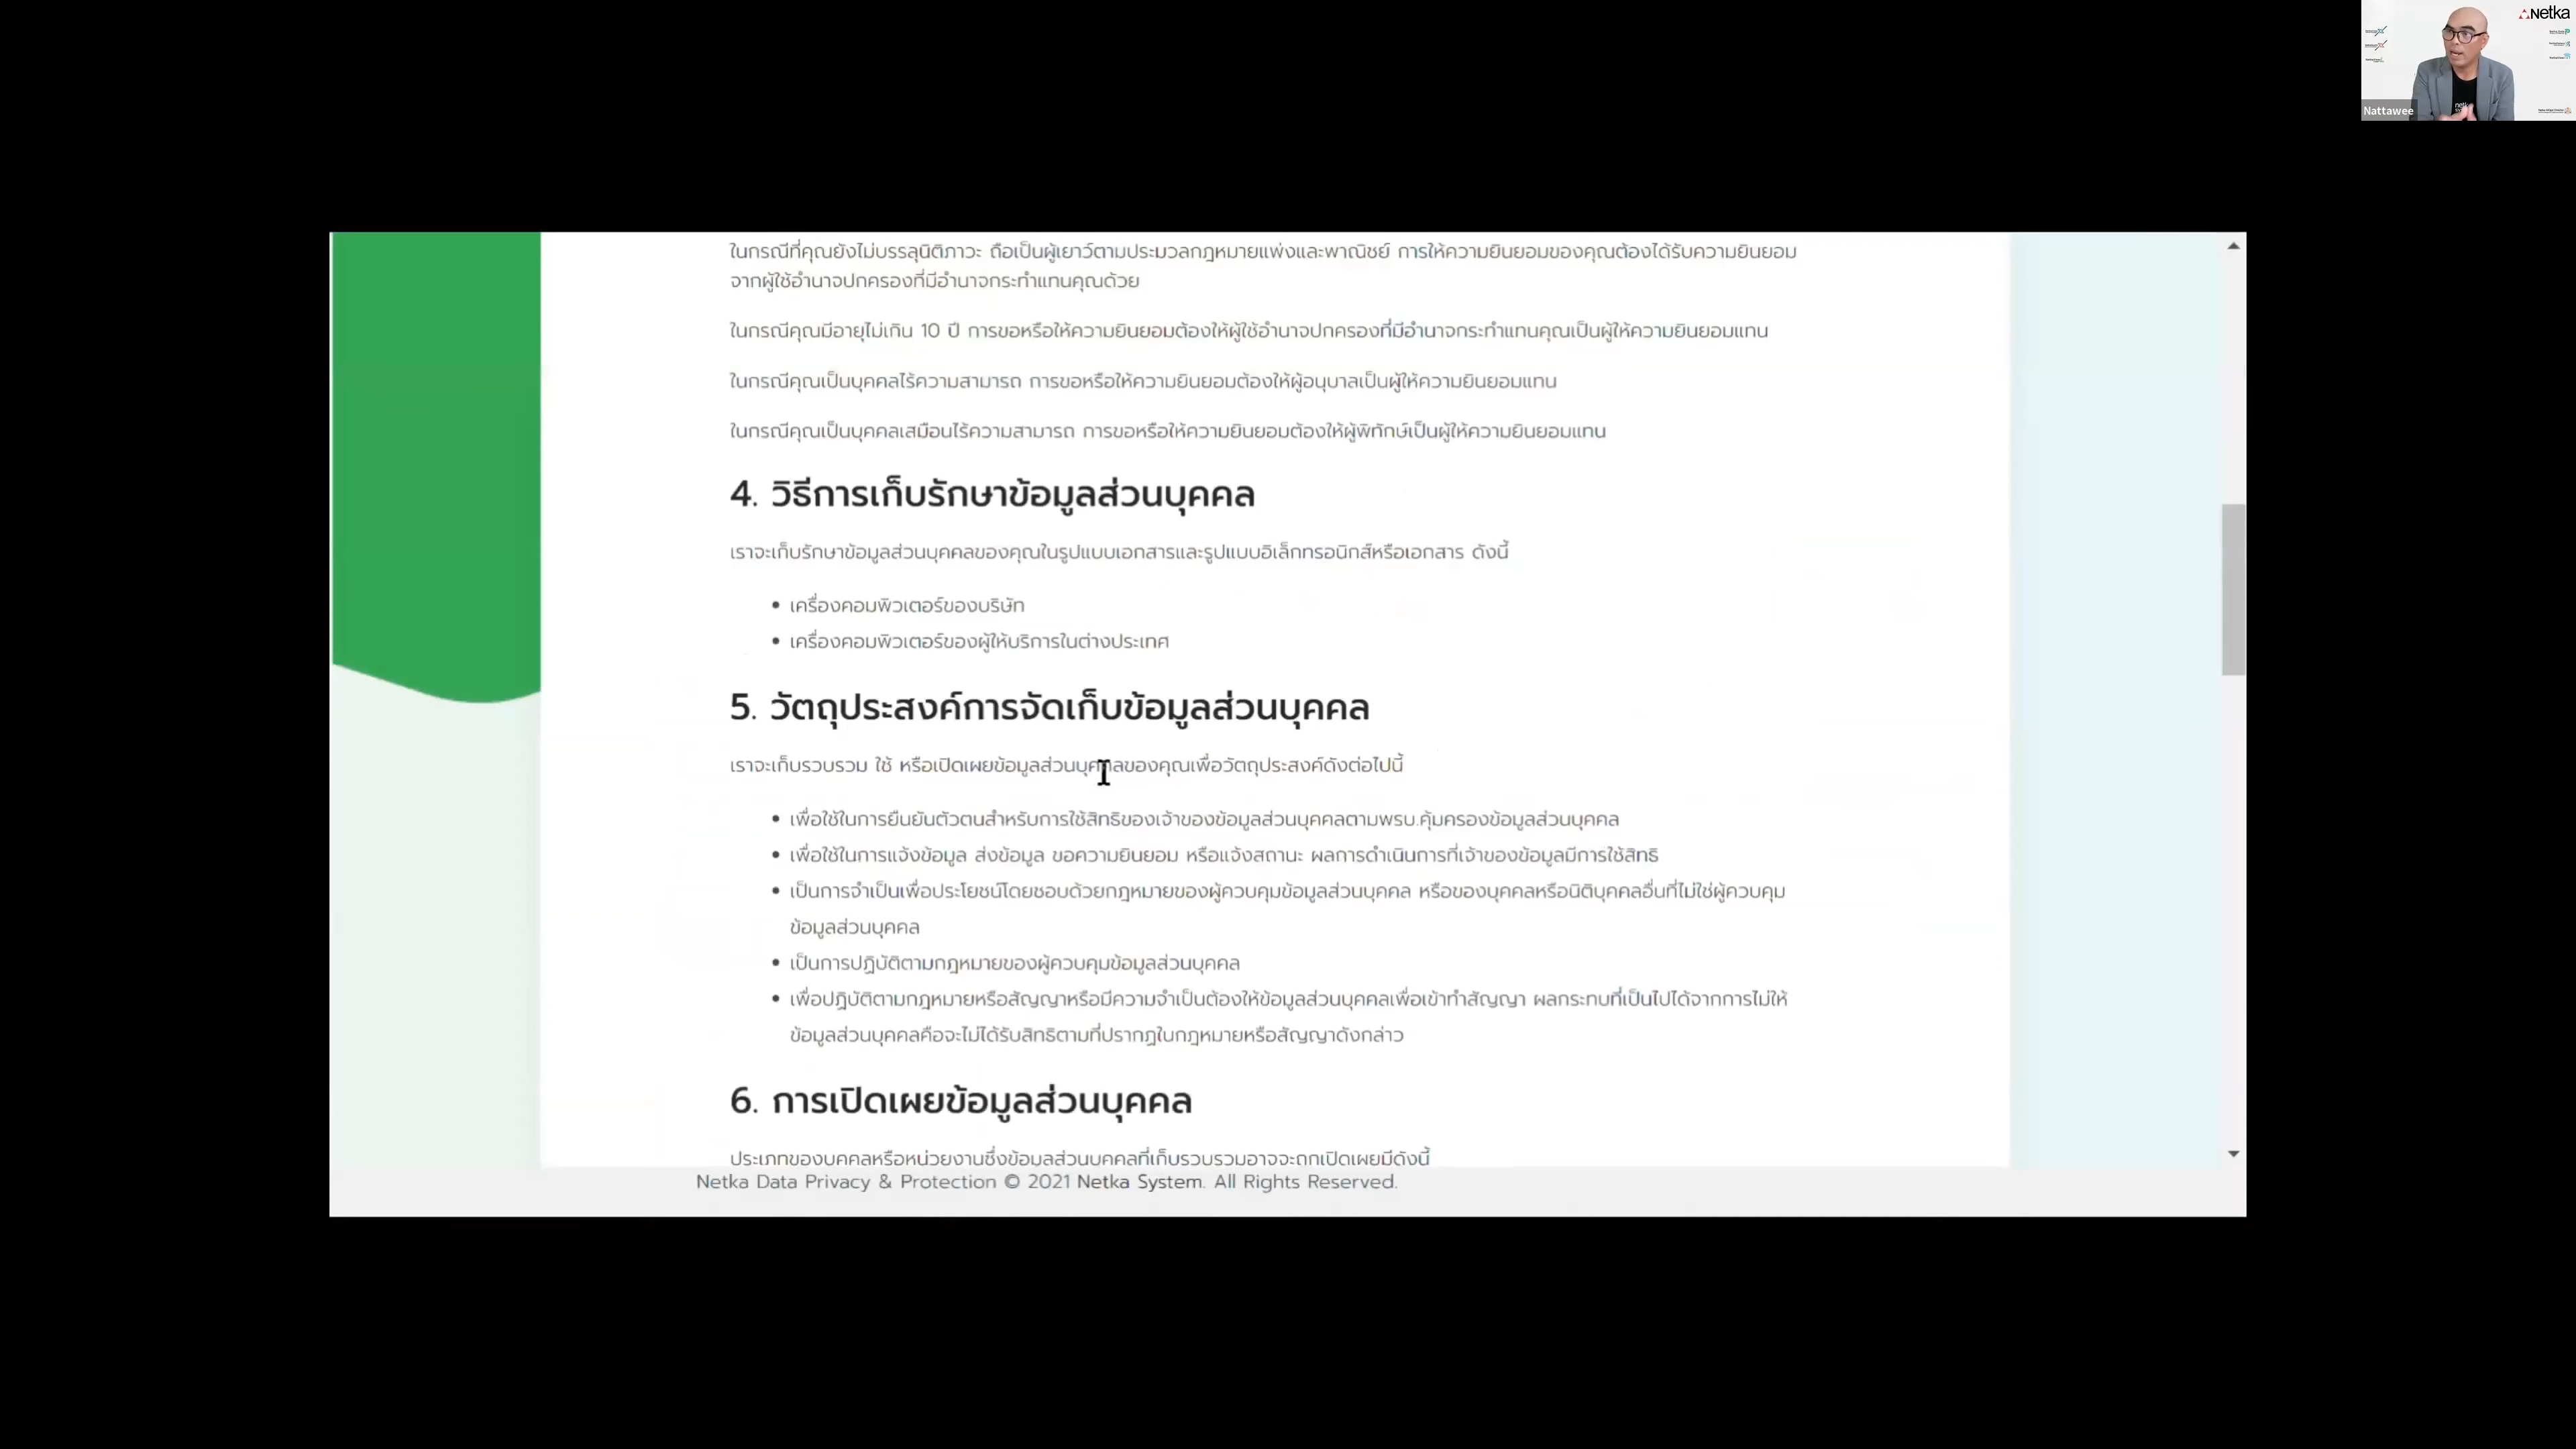 Netka
Nattawee
ในกรณีที่คุณยังไม่บรรลุนิติภาวะ ถือเป็นผู้เยาว์ตามประมวลกฎหมายแพ่งและพาณิชย์ การให้ความยินยอมของคุณต้องได้รับความยินยอม
จากผู้ใช้อำนาจปกครองที่มีอำนาจกระทำแทนคุณด้วย
ในกรณีคุณมีอายุไม่เกิน 10 ปี การขอหรือให้ความยินยอมต้องให้ผู้ใช้อำนาจปกครองที่มีอำนาจกระทำแทนคุณเป็นผู้ให้ความยินยอมแทน
ในกรณีคุณเป็นบุคคลไร้ความสามารถ การขอหรือให้ความยินยอมต้องให้ผู้อนุบาลเป็นผู้ให้ความยินยอมแทน
ในกรณีคุณเป็นบุคคลเสมือนไร้ความสามารถ การขอหรือให้ความยินยอมต้องให้ผู้พิทักษ์เป็นผู้ให้ความยินยอมแทน
4. วิธีการเก็บรักษาข้อมูลส่วนบุคคล
เราจะเก็บรักษาข้อมูลส่วนบุคคลของคุณในรูปแบบเอกสารและรูปแบบอิเล็กทรอนิกส์หรือเอกสาร ดังนี้
• เครื่องคอมพิวเตอร์ของบริษัท
• เครื่องคอมพิวเตอร์ของผู้ให้บริการในต่างประเทศ
5. วัตถุประสงค์การจัดเก็บข้อมูลส่วนบุคคล
เราจะเก็บรวบรวม ใช้ หรือเปิดเผยข้อมูลส่วนบุคคลของคุณเพื่อวัตถุประสงค์ดังต่อไปนี้
• เพื่อใช้ในการยืนยันตัวตนสำหรับการใช้สิทธิของเจ้าของข้อมูลส่วนบุคคลตามพรบ.คุ้มครองข้อมูลส่วนบุคคล
• เพื่อใช้ในการแจ้งข้อมูล ส่งข้อมูล ขอความยินยอม หรือแจ้งสถานะ ผลการดำเนินการที่เจ้าของข้อมูลมีการใช้สิทธิ
• เป็นการจำเป็นเพื่อประโยชน์โดยชอบด้วยกฎหมายของผู้ควบคุมข้อมูลส่วนบุคคล หรือของบุคคลหรือนิติบุคคลอื่นที่ไม่ใช่ผู้ควบคุม
ข้อมูลส่วนบุคคล
• เป็นการปฏิบัติตามกฎหมายของผู้ควบคุมข้อมูลส่วนบุคคล
• เพื่อปฏิบัติตามกฎหมายหรือสัญญาหรือมีความจำเป็นต้องให้ข้อมูลส่วนบุคคลเพื่อเข้าทำสัญญา ผลกระทบที่เป็นไปได้จากการไม่ให้
ข้อมูลส่วนบุคคลคือจะไม่ได้รับสิทธิตามที่ปรากฏในกฎหมายหรือสัญญาดังกล่าว
6. การเปิดเผยข้อมูลส่วนบุคคล
ประเภทของบุคคลหรือหน่วยงานซึ่งข้อมูลส่วนบุคคลที่เก็บรวบรวมอาจจะถูกเปิดเผยมีดังนี้
Netka Data Privacy & Protection © 2021 Netka System. All Rights Reserved.